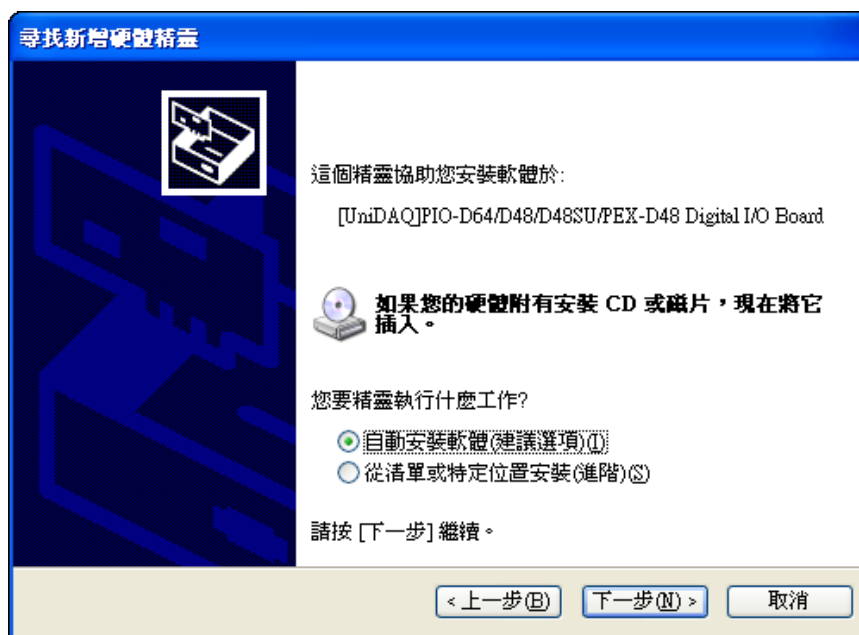 尋找新增硬體精靈
這個精靈協助您安裝軟體於:
[UniDAQ]PIO-D64/D48/D48SU/PEX-D48 Digital I/O Board
如果您的硬體附有安裝 CD 或磁片，現在將它
插入。
您要精靈執行什麼工作?
自動安裝軟體(建議選項)(I)
從清單或特定位置安裝(進階)(S)
請按 [下一步] 繼續。
< 上一步(B) 下一步(N) > 取消